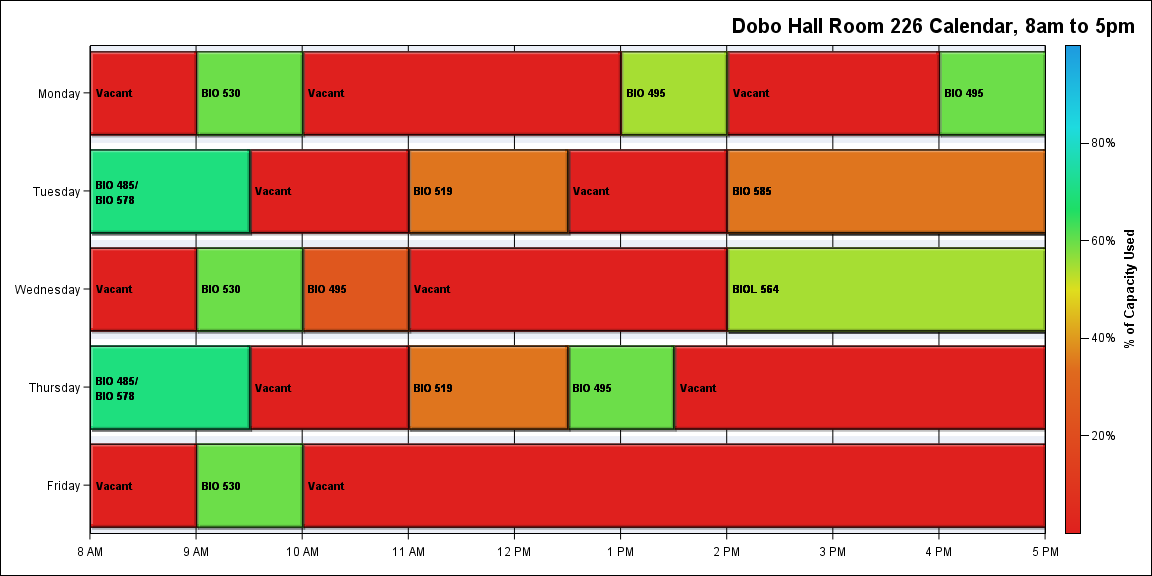 Dobo Hall Room 226 Calendar, 8am to 5pm
Monday
Vacant
BIO 530
Vacant
BIO 495
Vacant
BIO 495
Tuesday
BIO 485/
BIO 578
Vacant
BIO 519
Vacant
BIO 585
Wednesday
Vacant
BIO 530
BIO 495
Vacant
BIOL 564
Thursday
BIO 485/
BIO 578
Vacant
BIO 519
BIO 495
Vacant
Friday
Vacant
BIO 530
Vacant
8 AM
9 AM
10 AM
11 AM
12 PM
1 PM
2 PM
3 PM
4 PM
5 PM
80%
60%
40%
20%
% of Capacity Used